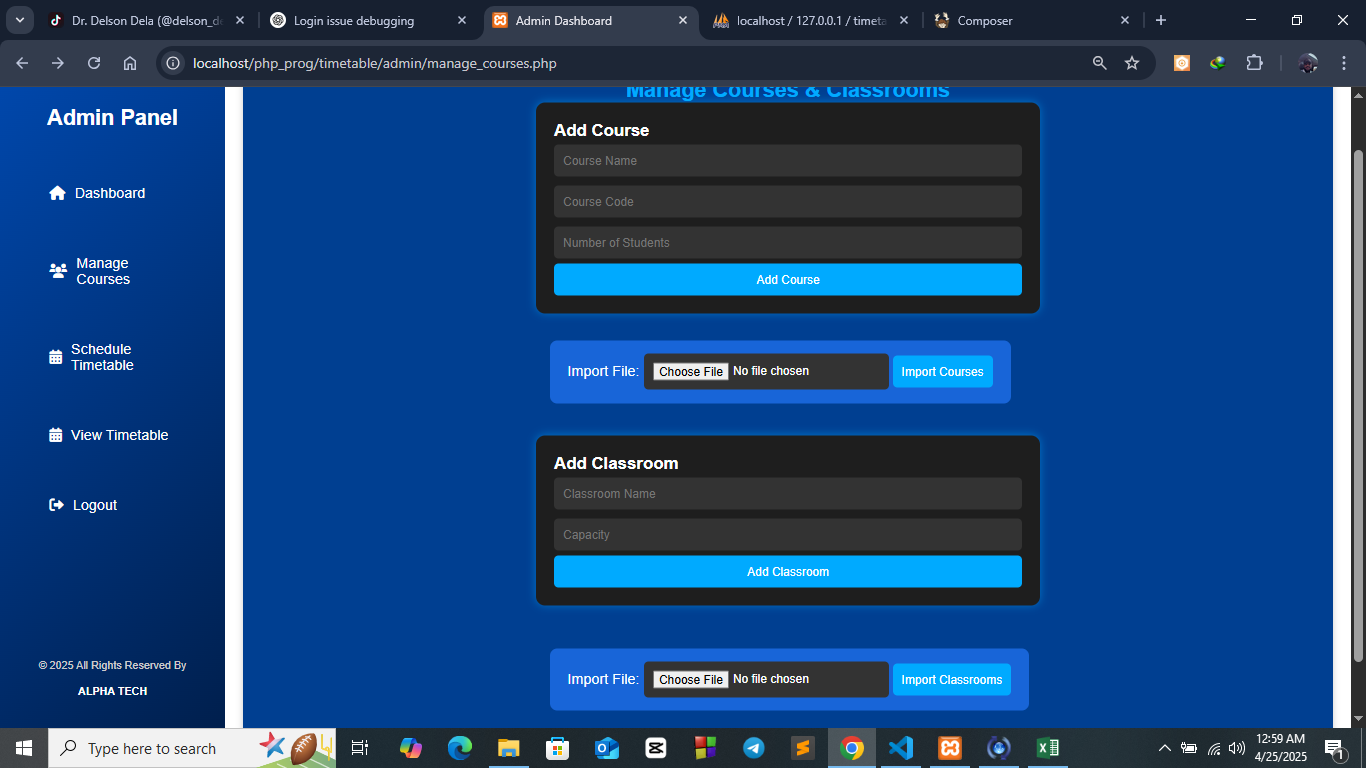 Dr. Delson Dela (@delson_de
Login issue debugging
Admin Dashboard
localhost / 127.0.0.1 / timeta
Composer
localhost/php_prog/timetable/admin/manage_courses.php
Admin Panel
Dashboard
Manage
Courses
Schedule
Timetable
View Timetable
Logout
© 2025 All Rights Reserved By
ALPHA TECH
Manage Courses & Classrooms
Add Course
Course Name
Course Code
Number of Students
Add Course
Import File: Choose File No file chosen Import Courses
Add Classroom
Classroom Name
Capacity
Add Classroom
Import File: Choose File No file chosen Import Classrooms
Type here to search
12:59 AM
4/25/2025
1